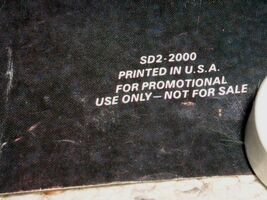 SD2-2000
PRINTED IN U.S.A.
FOR PROMOTIONAL
USE ONLY—NOT FOR SALE